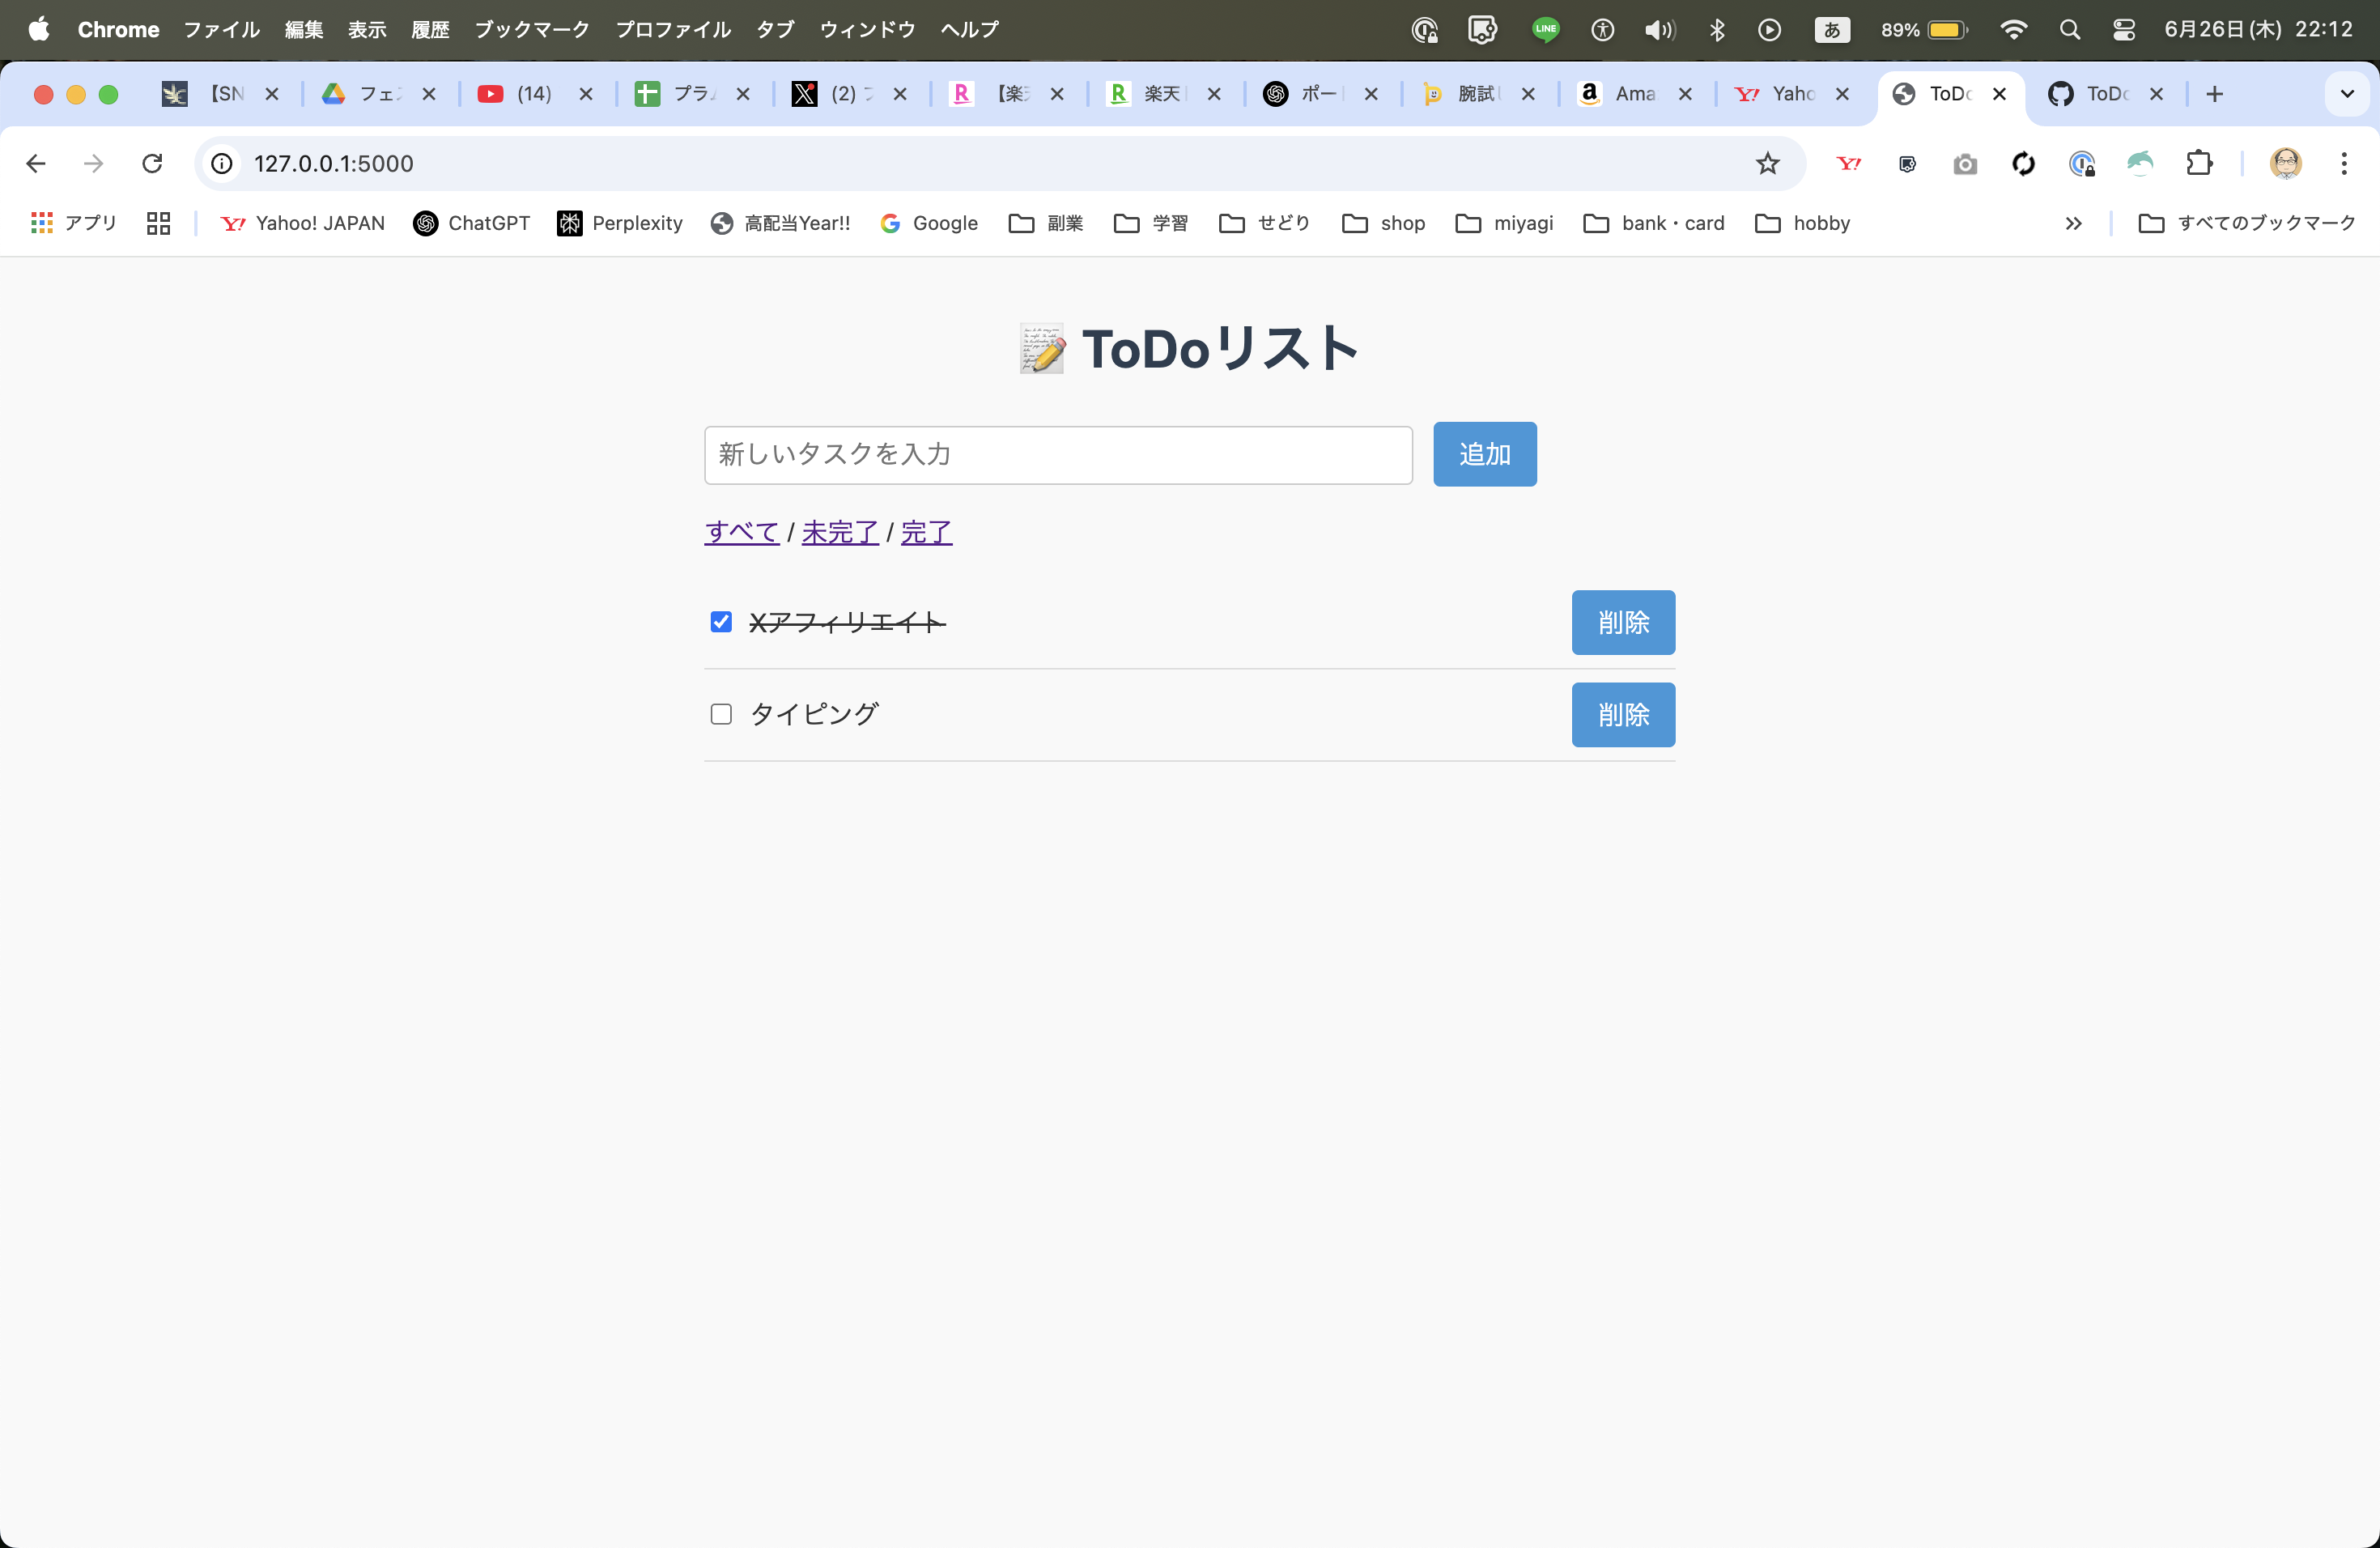 Chrome ファイル 編集 表示 履歴 ブックマーク プロファイル タブ ウィンドウ ヘルプ LINE あ 89% 6月26日(木) 22:12
【SN フェ (14) プラ (2) 【楽 楽天 ポー 腕試し Ama Yaho ToDo ToDo
127.0.0.1:5000
アプリ Yahoo! JAPAN ChatGPT Perplexity 高配当Year!! Google 副業 学習 せどり shop miyagi bank・card hobby すべてのブックマーク
ToDoリスト
新しいタスクを入力 追加
すべて / 未完了 / 完了
Xアフィリエイト 削除
タイピング 削除